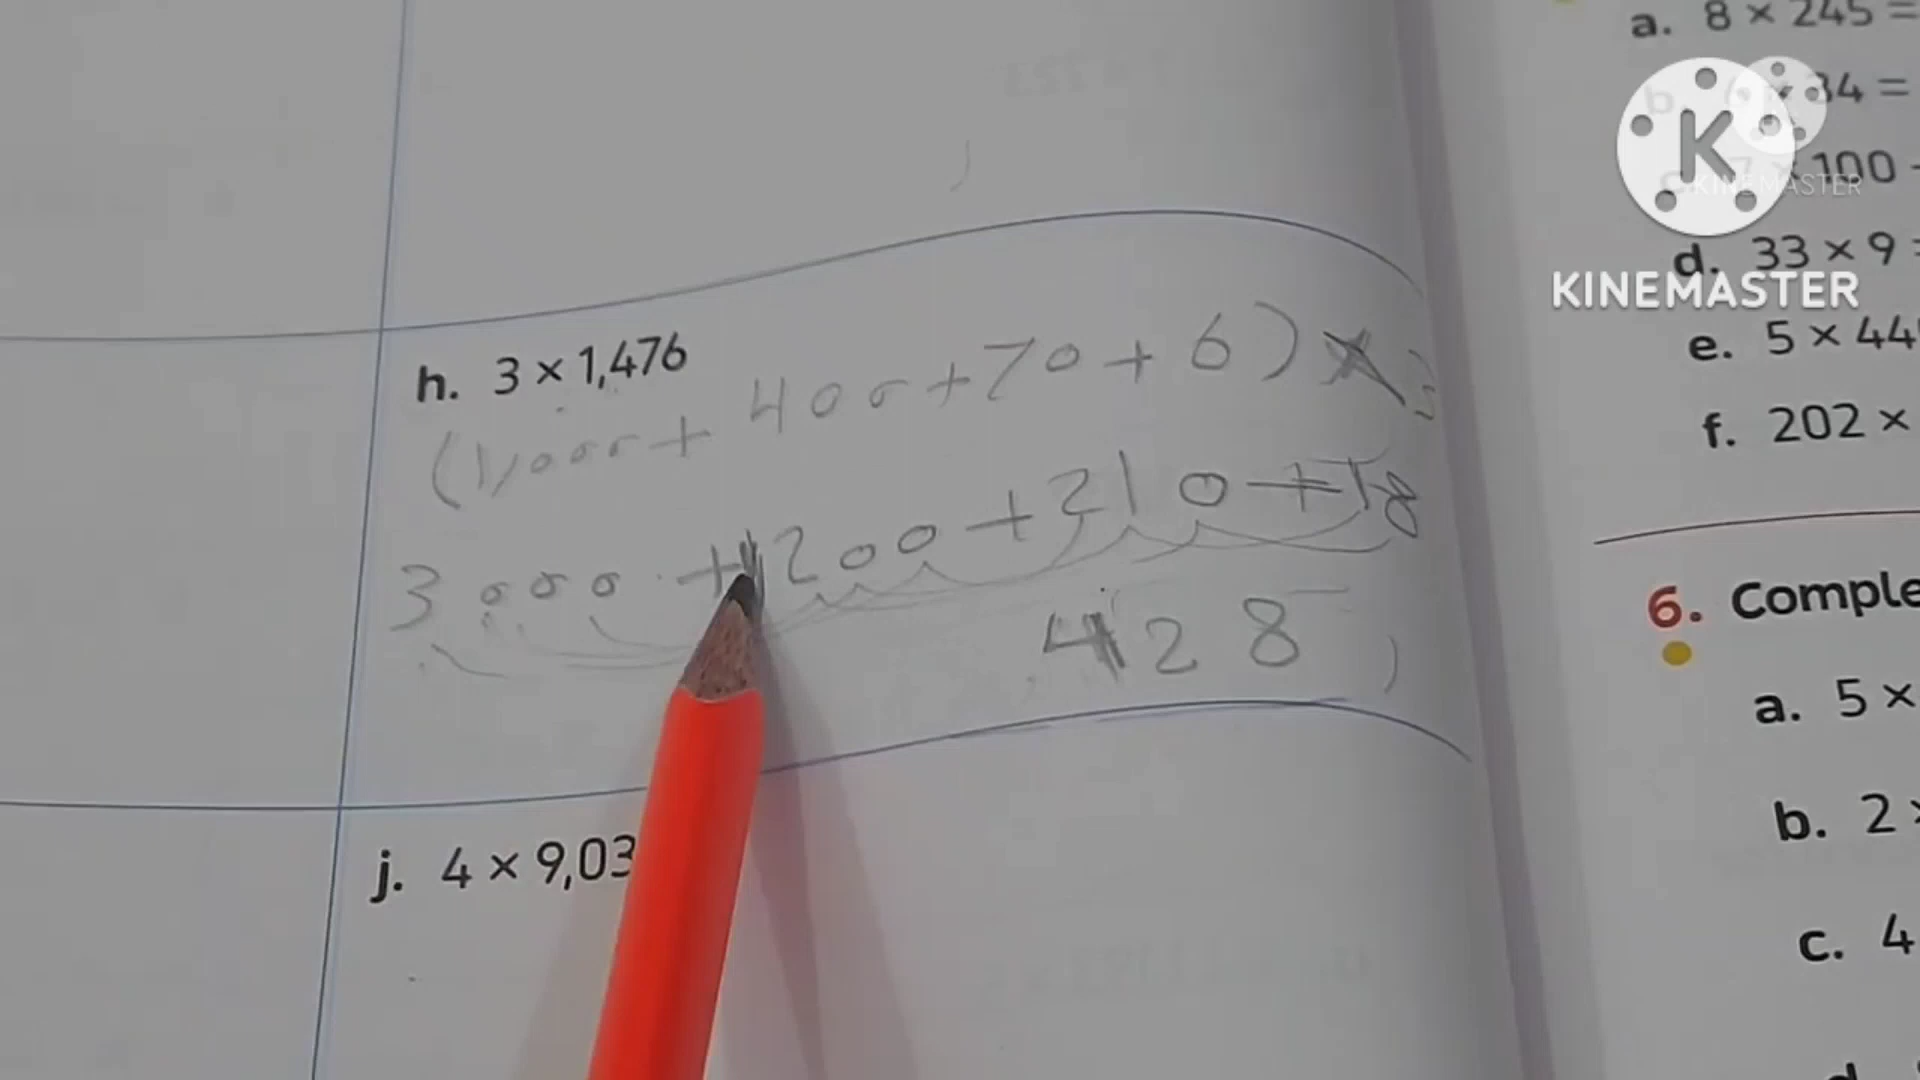 h. 3 × 1,476
(1,000 + 400 + 70 + 6) ×
3000 + 1200 + 210 + 18
4428
j. 4 × 9,03
a. 8 × 245 =
34 =
× 100
d. 33 × 9
e. 5 × 44
f. 202 ×
KINEMASTER
KINEMASTER
6. Comple
a. 5 ×
b. 2
c. 4